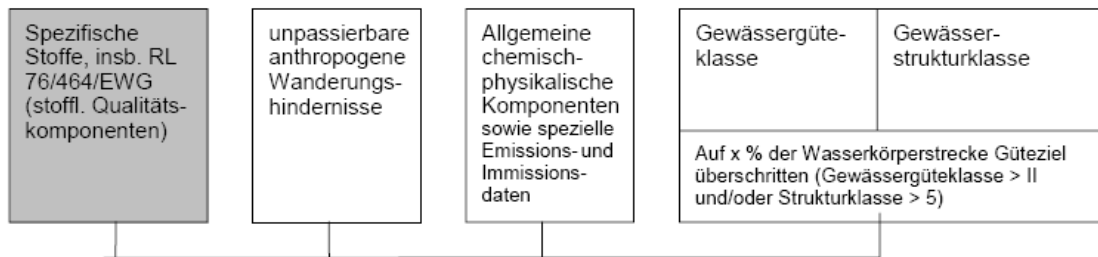 Spezifische
Stoffe, insb. RL
76/464/EWG
(stoffl. Qualitäts-
komponenten)
unpassierbare
anthropogene
Wanderungs-
hindernisse
Allgemeine
chemisch-
physikalische
Komponenten
sowie spezielle
Emissions- und
Immissions-
daten
Gewässergüte-
klasse
Gewässer-
strukturklasse
Auf x % der Wasserkörperstrecke Güteziel
überschritten (Gewässergüteklasse > II
und/oder Strukturklasse > 5)